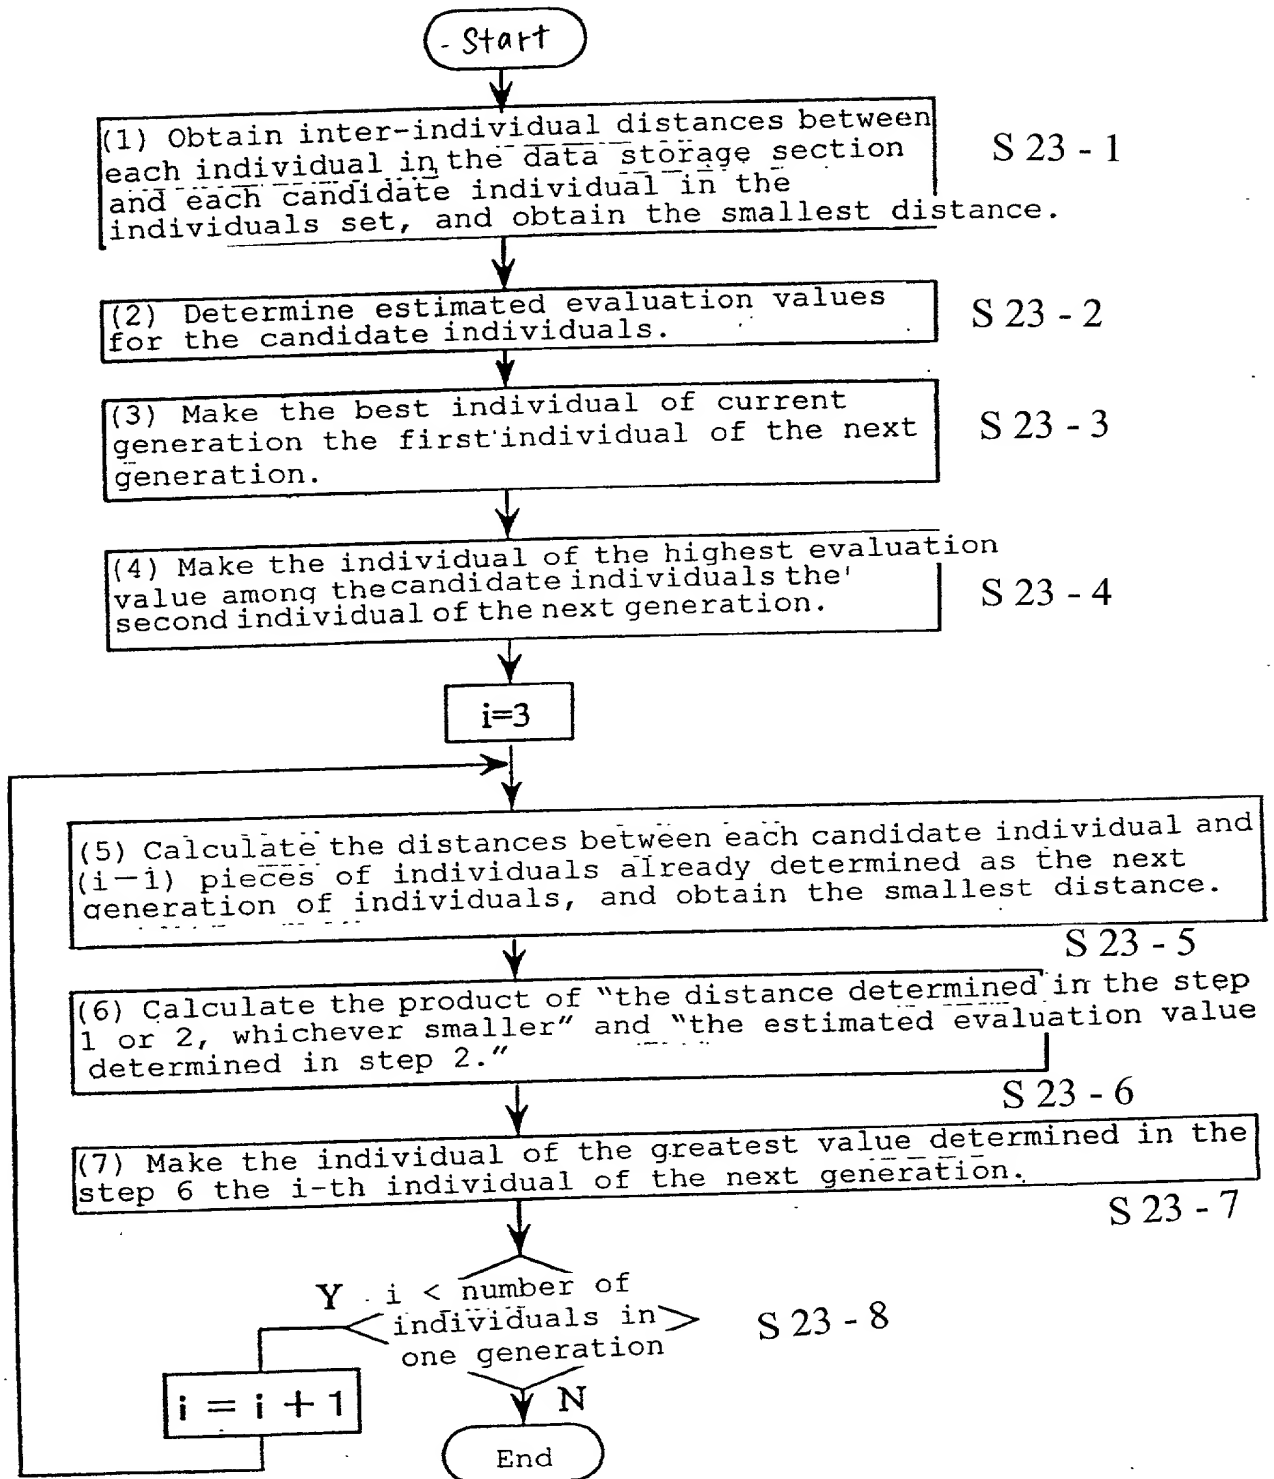 - Start
(1) Obtain inter-individual distances between
each individual in the data storage section
and each candidate individual in the
individuals set, and obtain the smallest distance.
S 23 - 1
(2) Determine estimated evaluation values
for the candidate individuals.
S 23 - 2
(3) Make the best individual of current
generation the first individual of the next
generation.
S 23 - 3
(4) Make the individual of the highest evaluation
value among the candidate individuals the
second individual of the next generation.
S 23 - 4
i=3
(5) Calculate the distances between each candidate individual and
(i-1) pieces of individuals already determined as the next
generation of individuals, and obtain the smallest distance.
S 23 - 5
(6) Calculate the product of "the distance determined in the step
1 or 2, whichever smaller" and "the estimated evaluation value
determined in step 2."
S 23 - 6
(7) Make the individual of the greatest value determined in the
step 6 the i-th individual of the next generation.
S 23 - 7
Y
i < number of
individuals in
one generation
S 23 - 8
i = i + 1
N
End